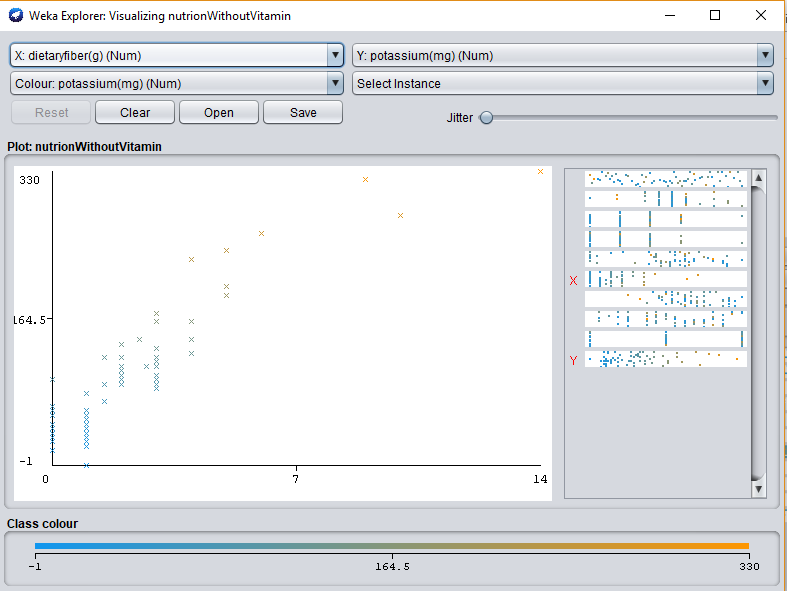 Weka Explorer: Visualizing nutrionWithoutVitamin
X: dietaryfiber(g) (Num)
Y: potassium(mg) (Num)
Colour: potassium(mg) (Num)
Select Instance
Reset
Clear
Open
Save
Jitter
Plot: nutrionWithoutVitamin
330
164.5
-1
0
7
14
X
Y
Class colour
-1
164.5
330